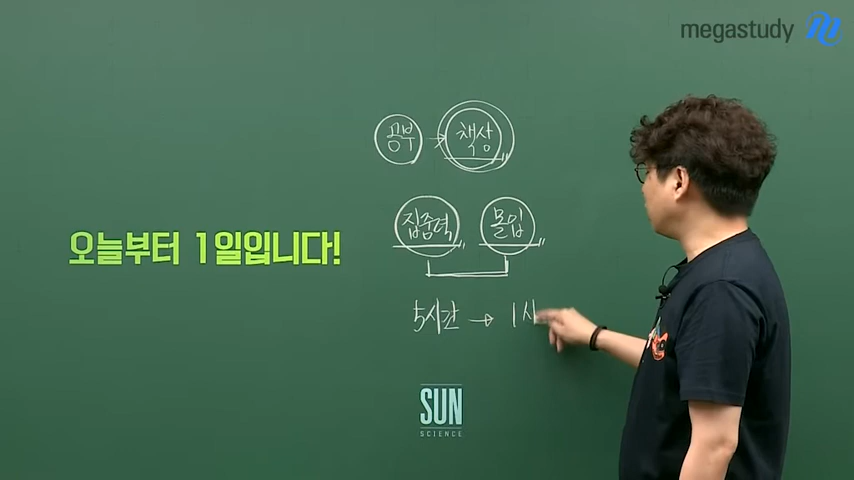 megastudy
공부 → 책상
집중력 몰입
오늘부터 1일입니다!
5시간 → 1시
SUN
SCIENCE